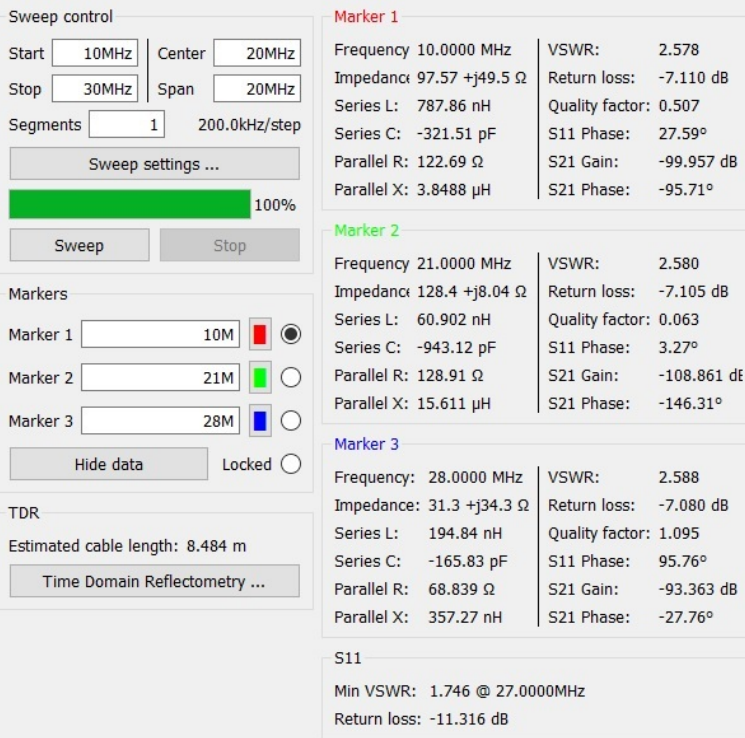 Sweep control
Start 10MHz Center 20MHz
Stop 30MHz Span 20MHz
Segments 1 200.0kHz/step
Sweep settings ...
100%
Sweep Stop
Markers
Marker 1 10M
Marker 2 21M
Marker 3 28M
Hide data Locked
TDR
Estimated cable length: 8.484 m
Time Domain Reflectometry ...
Marker 1
Frequency 10.0000 MHz VSWR: 2.578
Impedance 97.57 +j49.5 Ω Return loss: -7.110 dB
Series L: 787.86 nH Quality factor: 0.507
Series C: -321.51 pF S11 Phase: 27.59°
Parallel R: 122.69 Ω S21 Gain: -99.957 dB
Parallel X: 3.8488 µH S21 Phase: -95.71°
Marker 2
Frequency 21.0000 MHz VSWR: 2.580
Impedance 128.4 +j8.04 Ω Return loss: -7.105 dB
Series L: 60.902 nH Quality factor: 0.063
Series C: -943.12 pF S11 Phase: 3.27°
Parallel R: 128.91 Ω S21 Gain: -108.861 dB
Parallel X: 15.611 µH S21 Phase: -146.31°
Marker 3
Frequency: 28.0000 MHz VSWR: 2.588
Impedance: 31.3 +j34.3 Ω Return loss: -7.080 dB
Series L: 194.84 nH Quality factor: 1.095
Series C: -165.83 pF S11 Phase: 95.76°
Parallel R: 68.839 Ω S21 Gain: -93.363 dB
Parallel X: 357.27 nH S21 Phase: -27.76°
S11
Min VSWR: 1.746 @ 27.0000MHz
Return loss: -11.316 dB